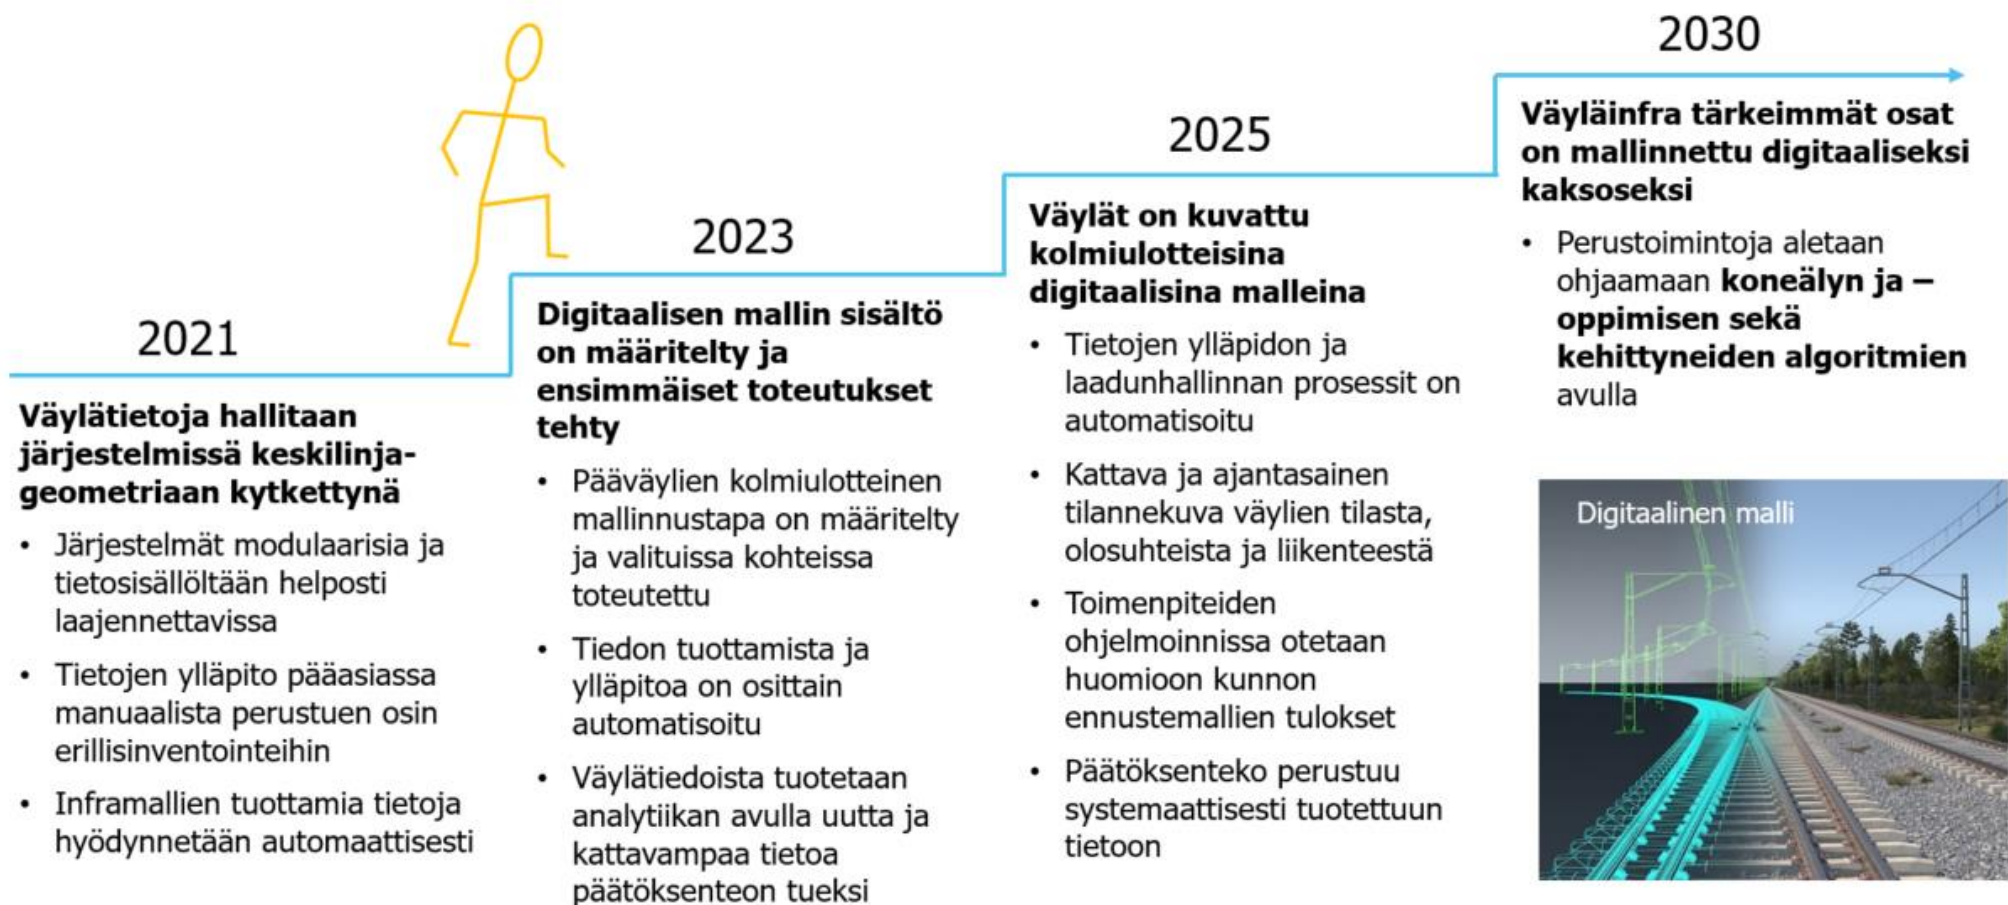 2021
Väylätietoja hallitaan
järjestelmissä keskilinja-
geometriaan kytkettynä
• Järjestelmät modulaarisia ja
tietosisällöltään helposti
laajennettavissa
• Tietojen ylläpito pääasiassa
manuaalista perustuen osin
erillisinventointeihin
• Inframallien tuottamia tietoja
hyödynnetään automaattisesti
2023
Digitaalisen mallin sisältö
on määritelty ja
ensimmäiset toteutukset
tehty
• Pääväylien kolmiulotteinen
mallinnustapa on määritelty
ja valituissa kohteissa
toteutettu
• Tiedon tuottamista ja
ylläpitoa on osittain
automatisoitu
• Väylätiedoista tuotetaan
analytiikan avulla uutta ja
kattavampaa tietoa
päätöksenteon tueksi
2025
Väylät on kuvattu
kolmiulotteisina
digitaalisina malleina
• Tietojen ylläpidon ja
laadunhallinnan prosessit on
automatisoitu
• Kattava ja ajantasainen
tilannekuva väylien tilasta,
olosuhteista ja liikenteestä
• Toimenpiteiden
ohjelmoinnissa otetaan
huomioon kunnon
ennustemallien tulokset
• Päätöksenteko perustuu
systemaattisesti tuotettuun
tietoon
2030
Väyläinfra tärkeimmät osat
on mallinnettu digitaaliseksi
kaksoseksi
• Perustoimintoja aletaan
ohjaamaan koneälyn ja –
oppimisen sekä
kehittyneiden algoritmien
avulla
Digitaalinen malli